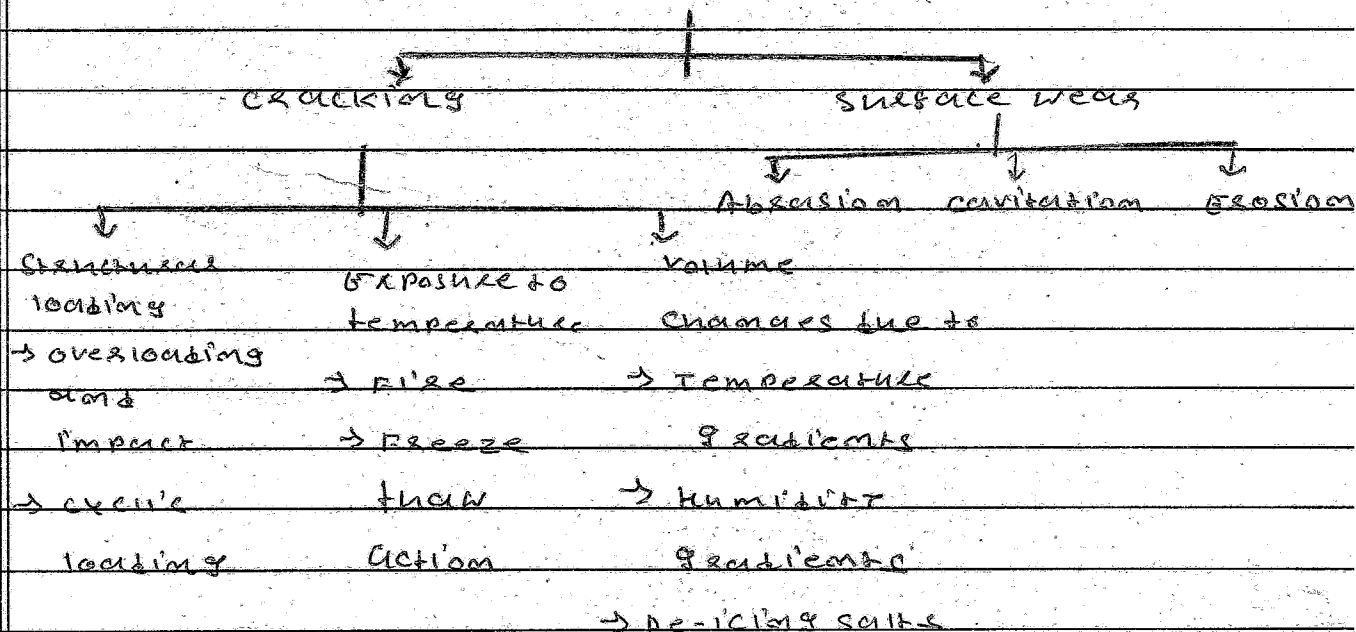 cracking
surface wear
Abrasion cavitation Erosion
Structural
loading
→ overloading
and
impact
→ cyclic
loading
Exposure to
temperature
→ Fire
→ Freeze
thaw
action
Volume
changes due to
→ Temperature
gradients
→ Humidity
gradients
→ De-icing salts